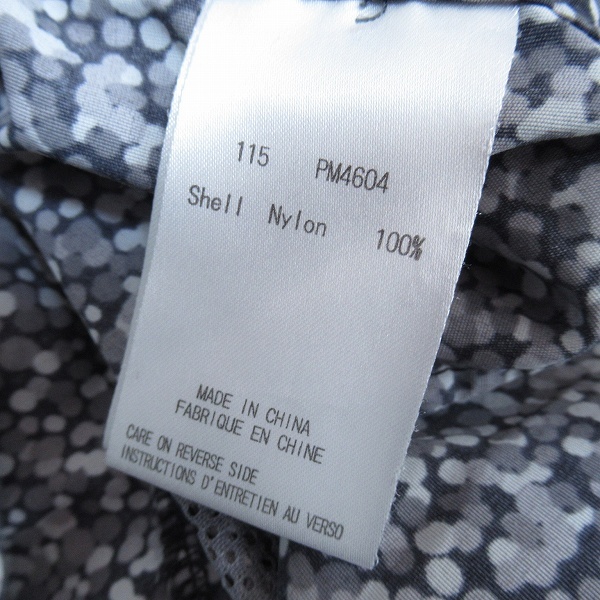 115 PM4604
Shell Nylon 100%
MADE IN CHINA
FABRIQUE EN CHINE
CARE ON REVERSE SIDE
INSTRUCTIONS D'ENTRETIEN AU VERSO